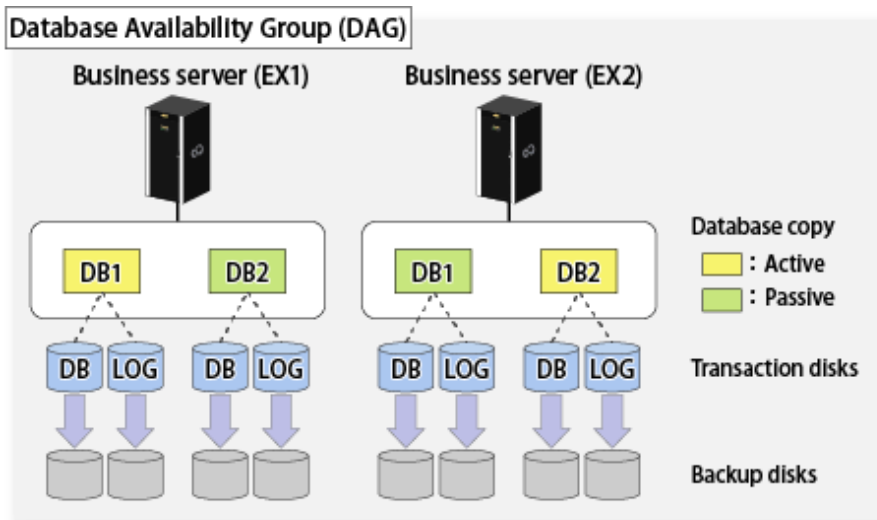 Database Availability Group (DAG)
Business server (EX1)
Business server (EX2)
DB1
DB2
DB1
DB2
Database copy
: Active
: Passive
DB
LOG
DB
LOG
DB
LOG
DB
LOG
Transaction disks
Backup disks